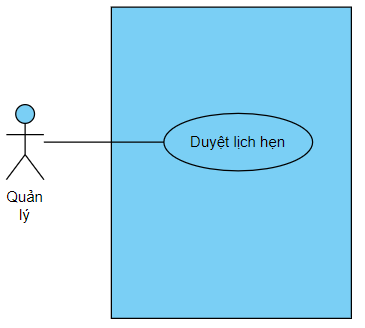 Duyệt lịch hẹn
Quản
lý